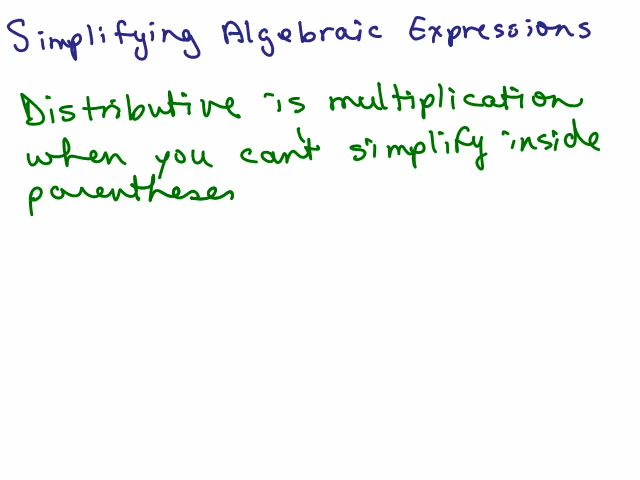 Simplifying Algebraic Expressions
Distributive is multiplication
when you can't simplify inside
parentheses